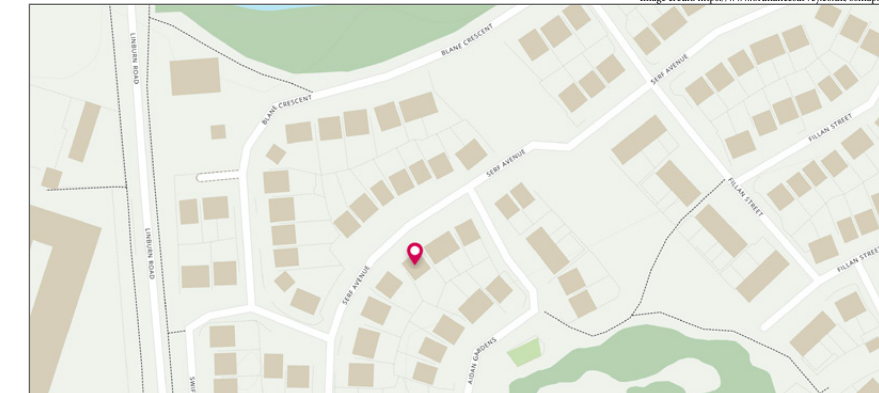 BLANE CRESCENT
LINBURN ROAD
SERF AVENUE
BLANE CRESCENT
FILLAN STREET
SERF AVENUE
FILLAN STREET
LINBURN ROAD
FILLAN STREET
SERF AVENUE
AIDAN GARDENS
SWIF